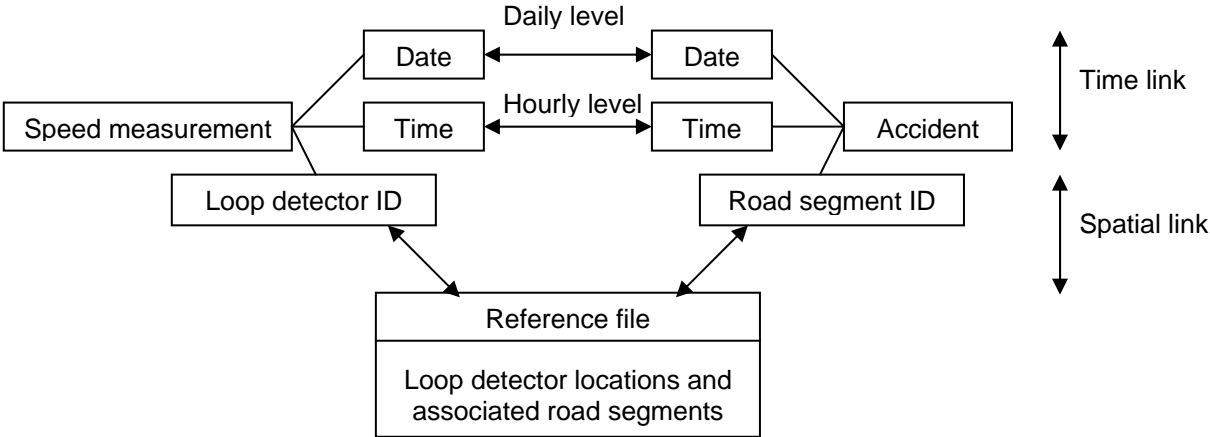 Daily level
Date
Date
Time link
Hourly level
Speed measurement
Time
Time
Accident
Loop detector ID
Road segment ID
Spatial link
Reference file
Loop detector locations and
associated road segments